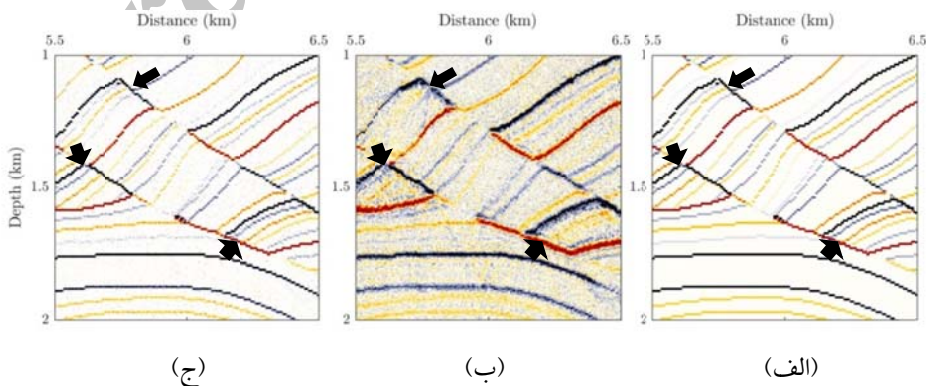 Distance (km) Distance (km) Distance (km)
5.5 6 6.5 5.5 6 6.5 5.5 6 6.5
1 1 1
Depth (km)
1.5 1.5 1.5
2 2 2
(ج) (ب) (الف)